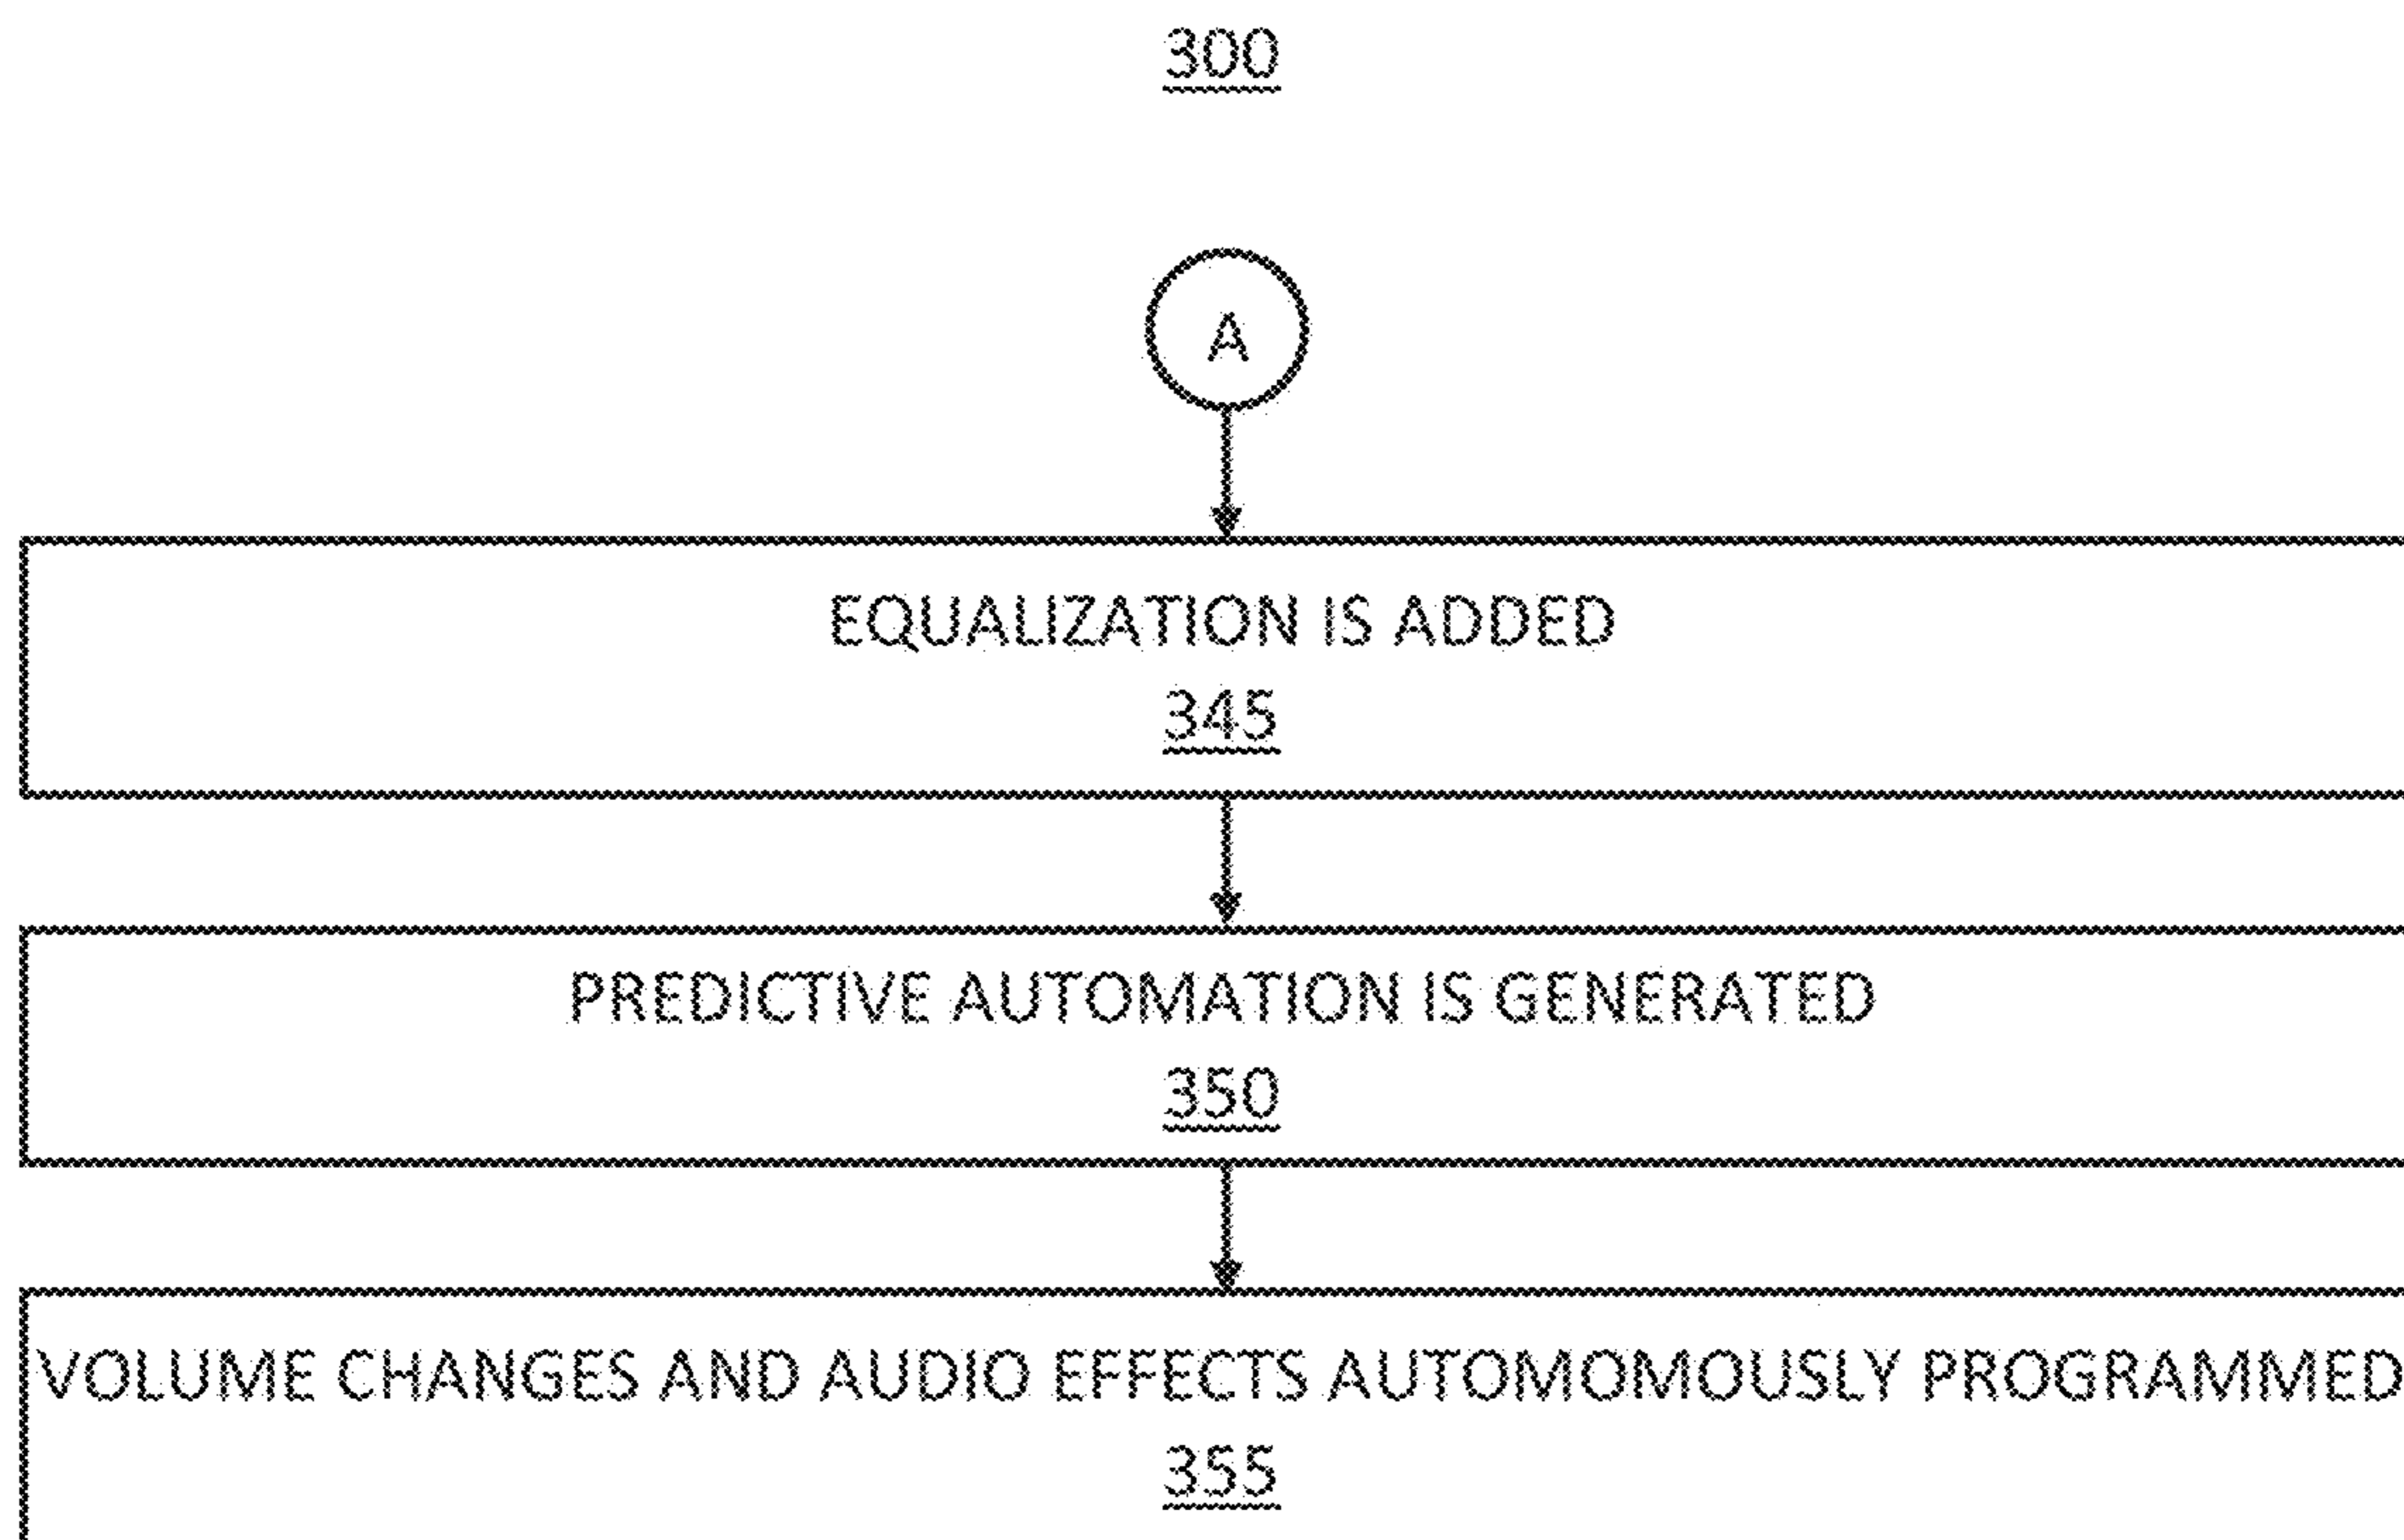 300
A
EQUALIZATION IS ADDED
345
PREDICTIVE AUTOMATION IS GENERATED
350
VOLUME CHANGES AND AUDIO EFFECTS AUTOMOMOUSLY PROGRAMMED
355